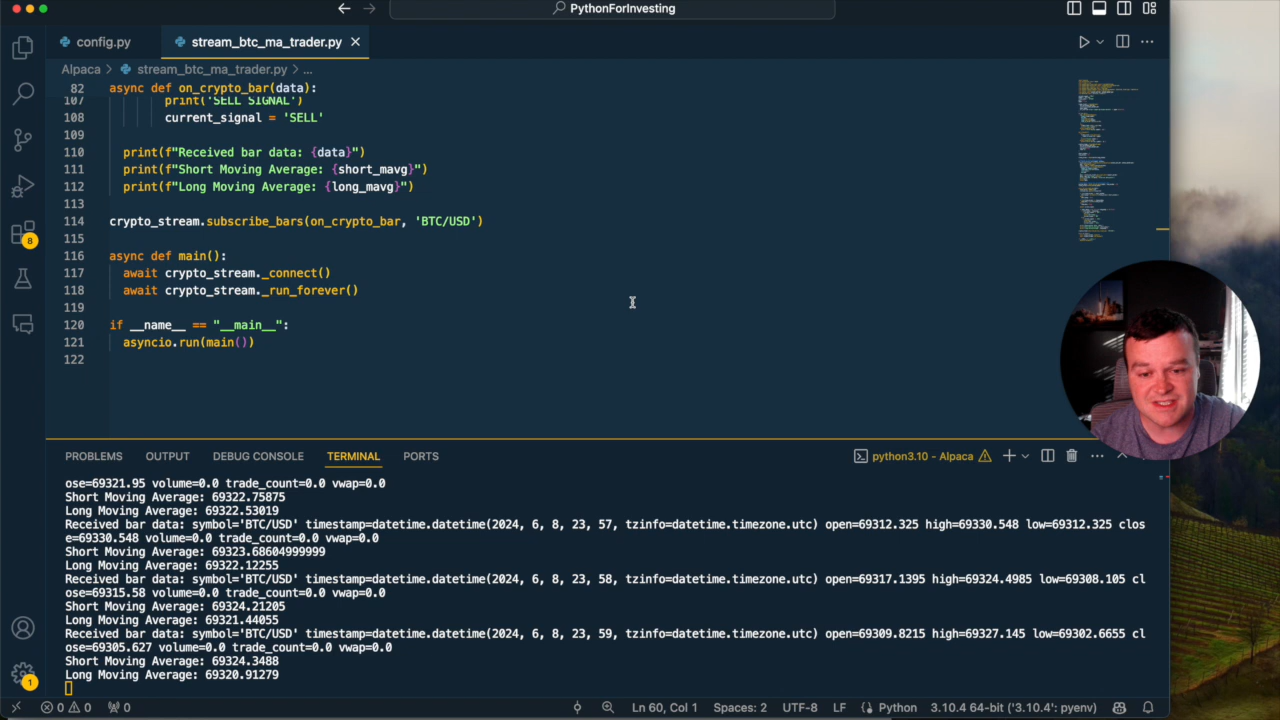 PythonForInvesting
config.py
stream_btc_ma_trader.py
Alpaca > stream_btc_ma_trader.py > ...
82 async def on_crypto_bar(data):
107 print('SELL SIGNAL')
108 current_signal = 'SELL'
109
110 print(f"Received bar data: {data}")
111 print(f"Short Moving Average: {short_mavg}")
112 print(f"Long Moving Average: {long_mavg}")
113
114 crypto_stream.subscribe_bars(on_crypto_bar, 'BTC/USD')
115
116 async def main():
117 await crypto_stream._connect()
118 await crypto_stream._run_forever()
119
120 if __name__ == "__main__":
121 asyncio.run(main())
122
8
PROBLEMS OUTPUT DEBUG CONSOLE TERMINAL PORTS
python3.10 - Alpaca
ose=69321.95 volume=0.0 trade_count=0.0 vwap=0.0
Short Moving Average: 69322.75875
Long Moving Average: 69322.53019
Received bar data: symbol='BTC/USD' timestamp=datetime.datetime(2024, 6, 8, 23, 57, tzinfo=datetime.timezone.utc) open=69312.325 high=69330.548 low=69312.325 clos
e=69330.548 volume=0.0 trade_count=0.0 vwap=0.0
Short Moving Average: 69323.68604999999
Long Moving Average: 69322.12255
Received bar data: symbol='BTC/USD' timestamp=datetime.datetime(2024, 6, 8, 23, 58, tzinfo=datetime.timezone.utc) open=69317.1395 high=69324.4985 low=69308.105 cl
ose=69315.58 volume=0.0 trade_count=0.0 vwap=0.0
Short Moving Average: 69324.21205
Long Moving Average: 69321.44055
Received bar data: symbol='BTC/USD' timestamp=datetime.datetime(2024, 6, 8, 23, 59, tzinfo=datetime.timezone.utc) open=69309.8215 high=69327.145 low=69302.6655 cl
ose=69305.627 volume=0.0 trade_count=0.0 vwap=0.0
Short Moving Average: 69324.3488
Long Moving Average: 69320.91279
1
0 0 0
Ln 60, Col 1 Spaces: 2 UTF-8 LF Python 3.10.4 64-bit ('3.10.4': pyenv)